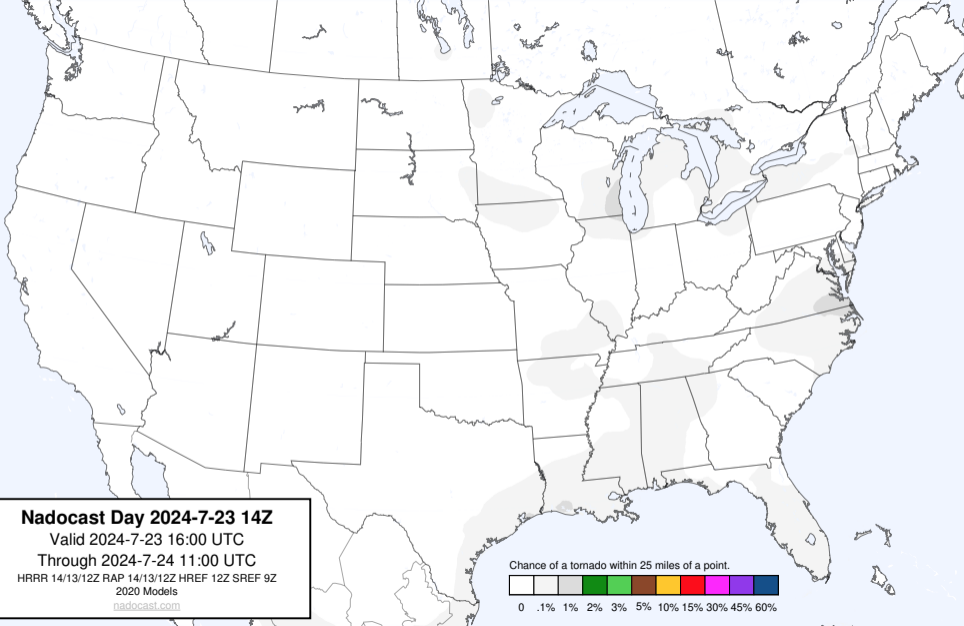 Nadocast Day 2024-7-23 14Z
Valid 2024-7-23 16:00 UTC
Through 2024-7-24 11:00 UTC
HRRR 14/13/12Z RAP 14/13/12Z HREF 12Z SREF 9Z
2020 Models
nadocast.com
Chance of a tornado within 25 miles of a point.
0 .1% 1% 2% 3% 5% 10% 15% 30% 45% 60%